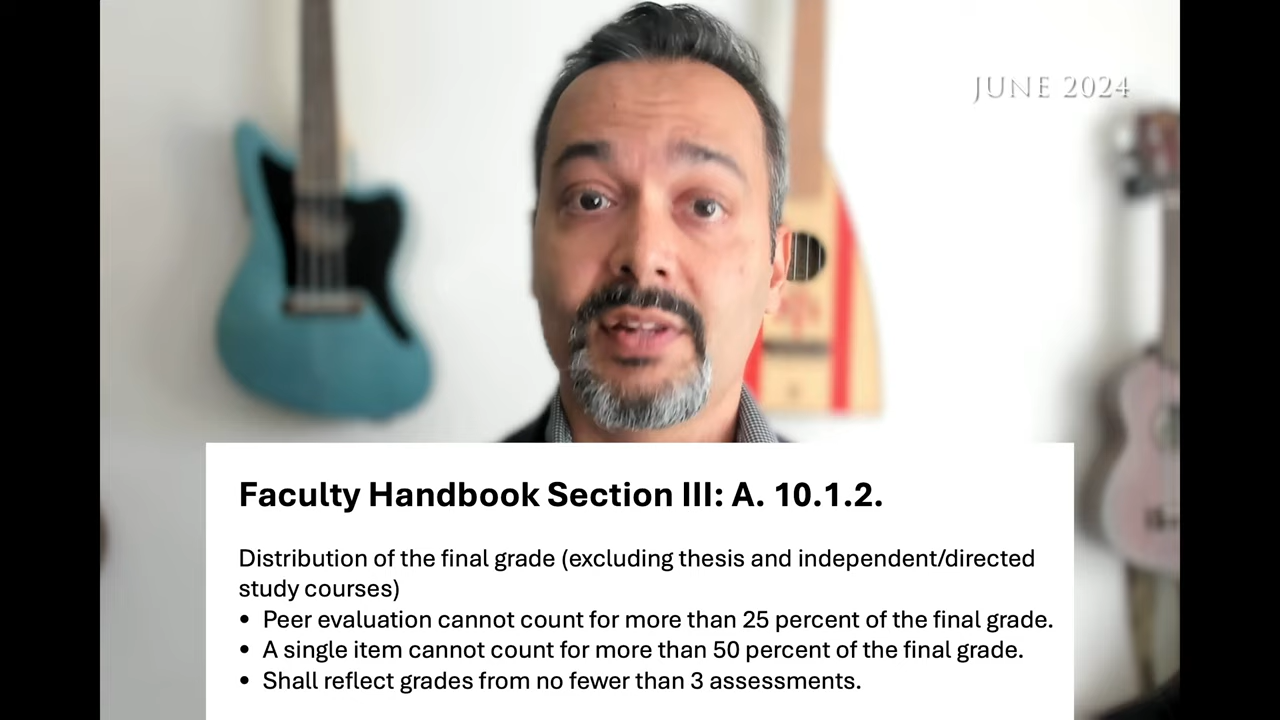 JUNE 2024
Faculty Handbook Section III: A. 10.1.2.
Distribution of the final grade (excluding thesis and independent/directed
study courses)
• Peer evaluation cannot count for more than 25 percent of the final grade.
• A single item cannot count for more than 50 percent of the final grade.
• Shall reflect grades from no fewer than 3 assessments.